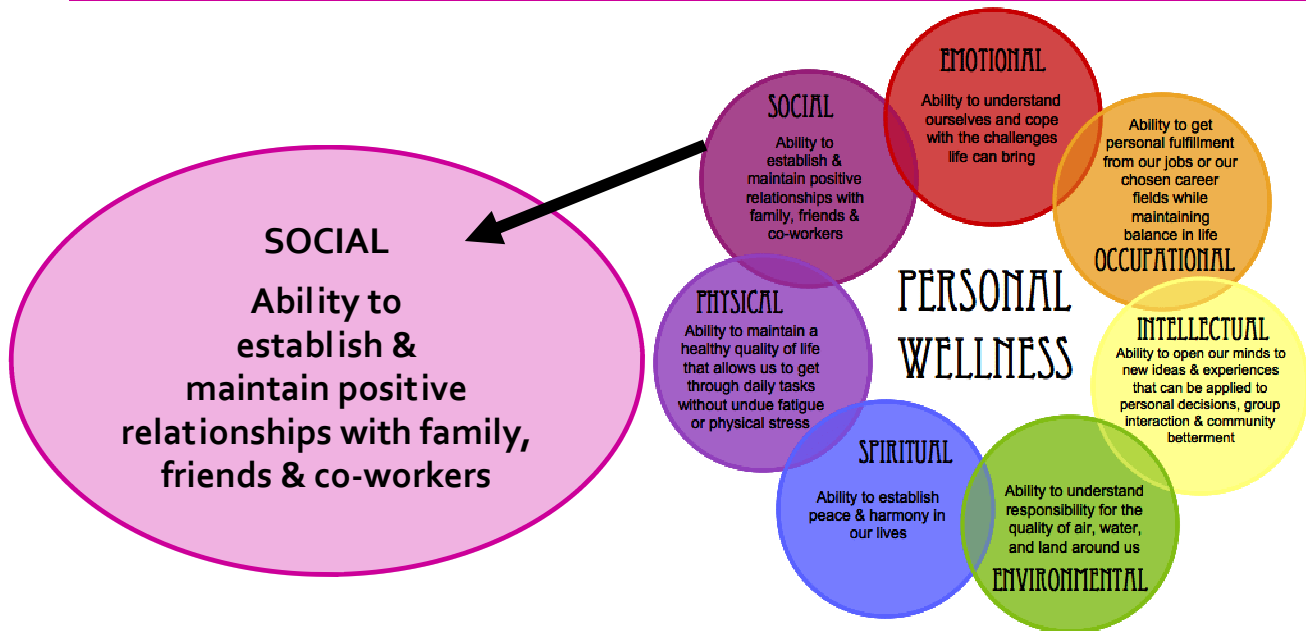 SOCIAL
Ability to
establish &
maintain positive
relationships with family,
friends & co-workers
EMOTIONAL
Ability to understand
ourselves and cope
with the challenges
life can bring
SOCIAL
Ability to
establish &
maintain positive
relationships with
family, friends &
co-workers
Ability to get
personal fulfillment
from our jobs or our
chosen career
fields while
maintaining
balance in life
OCCUPATIONAL
PERSONAL
WELLNESS
PHYSICAL
Ability to maintain a
healthy quality of life
that allows us to get
through daily tasks
without undue fatigue
or physical stress
INTELLECTUAL
Ability to open our minds to
new ideas & experiences
that can be applied to
personal decisions, group
interaction & community
betterment
SPIRITUAL
Ability to establish
peace & harmony in
our lives
Ability to understand
responsibility for the
quality of air, water,
and land around us
ENVIRONMENTAL